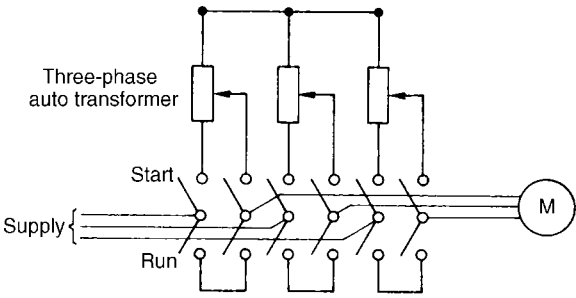 Three-phase
auto transformer
Start
Supply
M
Run